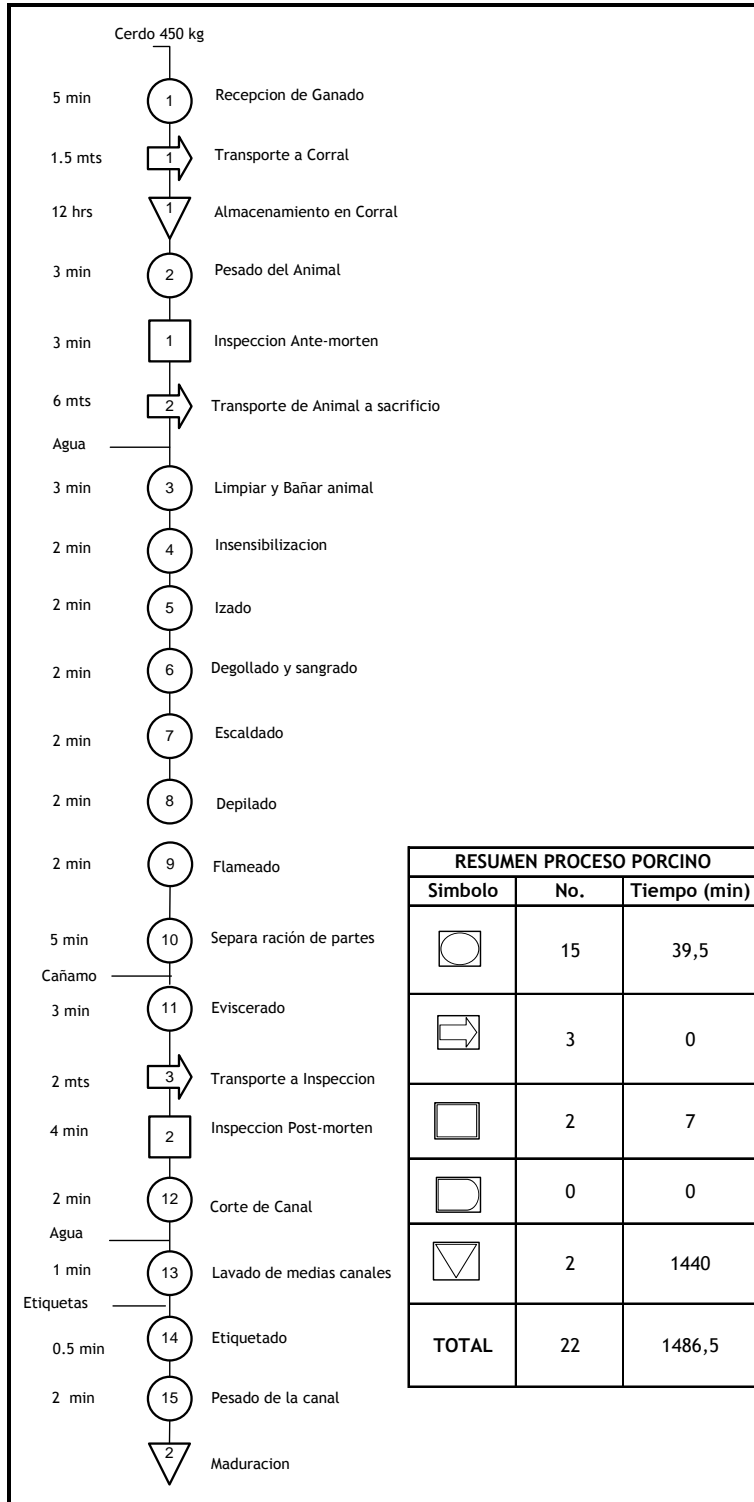 Cerdo 450 kg
5 min 1 Recepcion de Ganado
1.5 mts 1 Transporte a Corral
12 hrs 1 Almacenamiento en Corral
3 min 2 Pesado del Animal
3 min 1 Inspeccion Ante-morten
6 mts 2 Transporte de Animal a sacrificio
Agua
3 min 3 Limpiar y Bañar animal
2 min 4 Insensibilizacion
2 min 5 Izado
2 min 6 Degollado y sangrado
2 min 7 Escaldado
2 min 8 Depilado
2 min 9 Flameado
5 min 10 Separa ración de partes
Cañamo
3 min 11 Eviscerado
2 mts 3 Transporte a Inspeccion
4 min 2 Inspeccion Post-morten
2 min 12 Corte de Canal
Agua
1 min 13 Lavado de medias canales
Etiquetas
0.5 min 14 Etiquetado
2 min 15 Pesado de la canal
2 Maduracion
RESUMEN PROCESO PORCINO
Simbolo No. Tiempo (min)
15 39,5
3 0
2 7
0 0
2 1440
TOTAL 22 1486,5